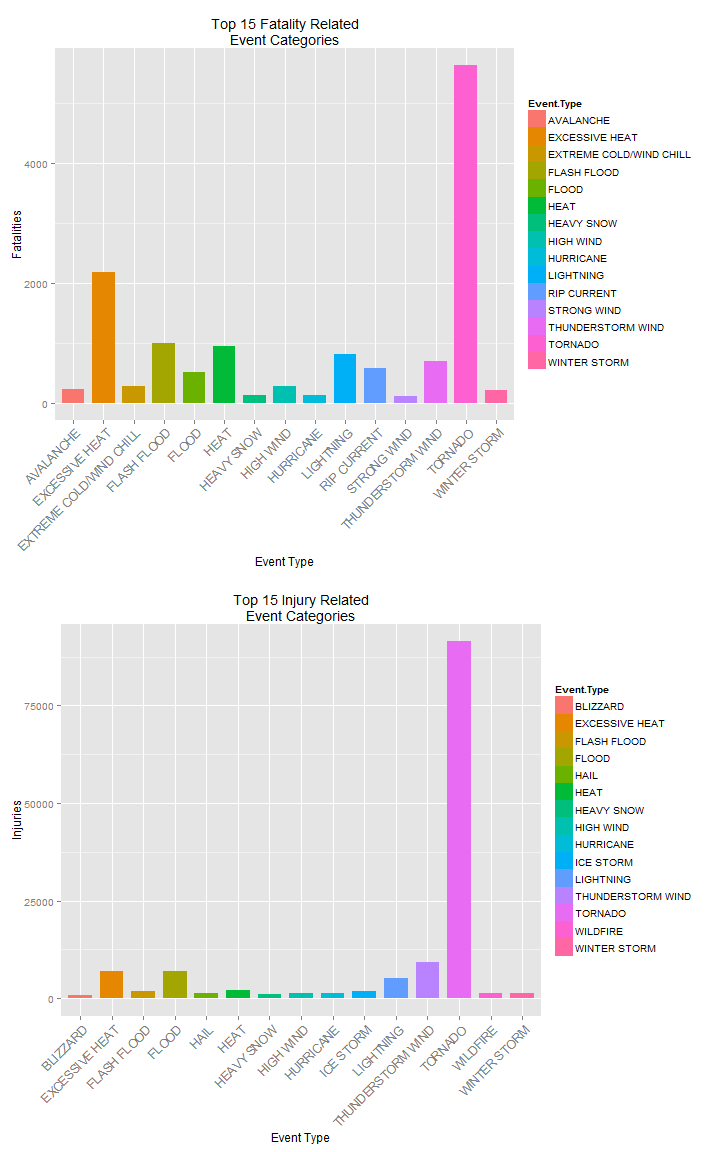 Top 15 Fatality Related
Event Categories
Fatalities
4000
2000
0
AVALANCHE
EXCESSIVE HEAT
EXTREME COLD/WIND CHILL
FLASH FLOOD
FLOOD
HEAT
HEAVY SNOW
HIGH WIND
HURRICANE
LIGHTNING
RIP CURRENT
STRONG WIND
THUNDERSTORM WIND
TORNADO
WINTER STORM
Event Type
Event.Type
AVALANCHE
EXCESSIVE HEAT
EXTREME COLD/WIND CHILL
FLASH FLOOD
FLOOD
HEAT
HEAVY SNOW
HIGH WIND
HURRICANE
LIGHTNING
RIP CURRENT
STRONG WIND
THUNDERSTORM WIND
TORNADO
WINTER STORM
Top 15 Injury Related
Event Categories
Injuries
75000
50000
25000
0
BLIZZARD
EXCESSIVE HEAT
FLASH FLOOD
FLOOD
HAIL
HEAT
HEAVY SNOW
HIGH WIND
HURRICANE
ICE STORM
LIGHTNING
THUNDERSTORM WIND
TORNADO
WILDFIRE
WINTER STORM
Event Type
Event.Type
BLIZZARD
EXCESSIVE HEAT
FLASH FLOOD
FLOOD
HAIL
HEAT
HEAVY SNOW
HIGH WIND
HURRICANE
ICE STORM
LIGHTNING
THUNDERSTORM WIND
TORNADO
WILDFIRE
WINTER STORM